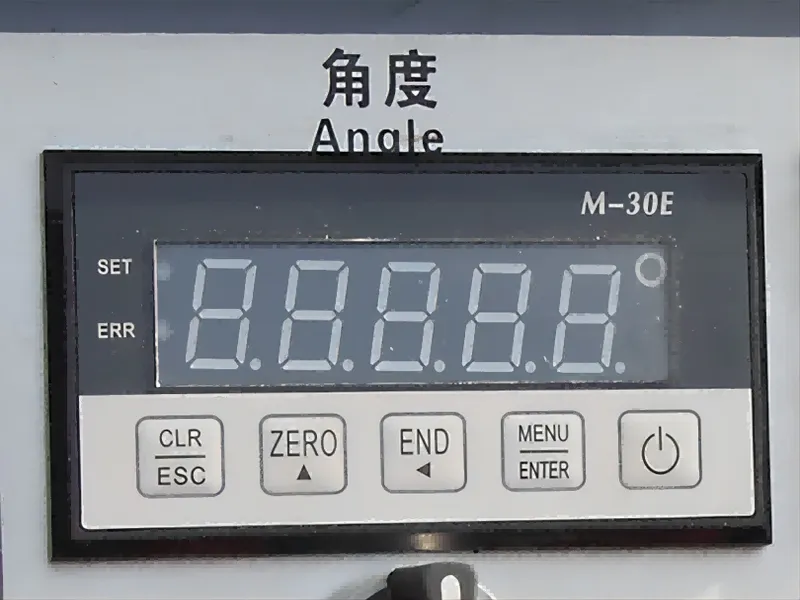 角度
Angle
M-30E
SET
ERR
CLR
ESC
ZERO
▲
END
◀
MENU
ENTER